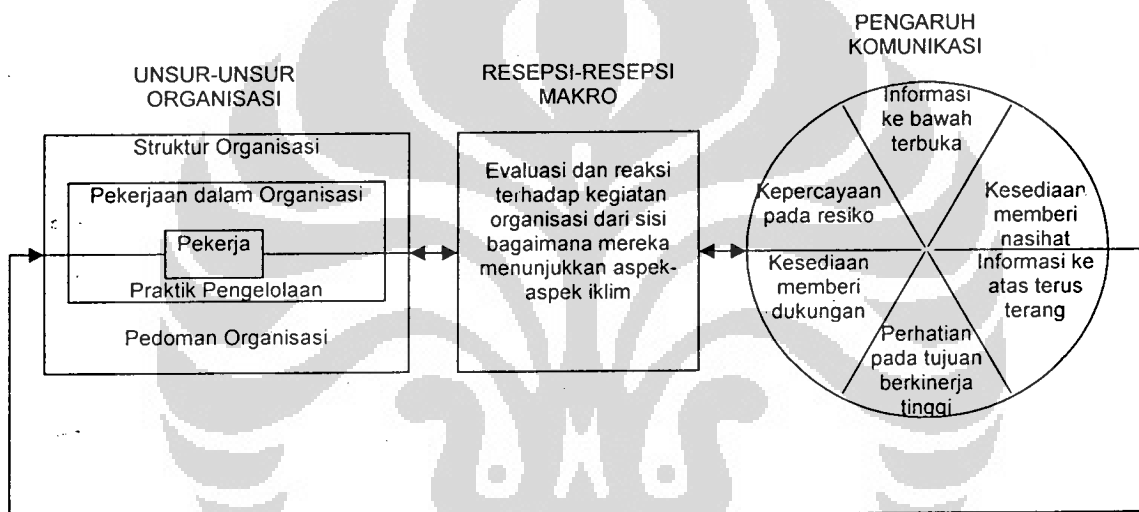 UNSUR-UNSUR
ORGANISASI
Struktur Organisasi
Pekerjaan dalam Organisasi
Pekerja
Praktik Pengelolaan
Pedoman Organisasi
RESEPSI-RESEPSI
MAKRO
Evaluasi dan reaksi
terhadap kegiatan
organisasi dari sisi
bagaimana mereka
menunjukkan aspek-
aspek iklim
PENGARUH
KOMUNIKASI
Informasi
ke bawah
terbuka
Kepercayaan
pada resiko
Kesediaan
memberi
nasihat
Kesediaan
memberi
dukungan
Informasi ke
atas terus
terang
Perhatian
pada tujuan
berkinerja
tinggi